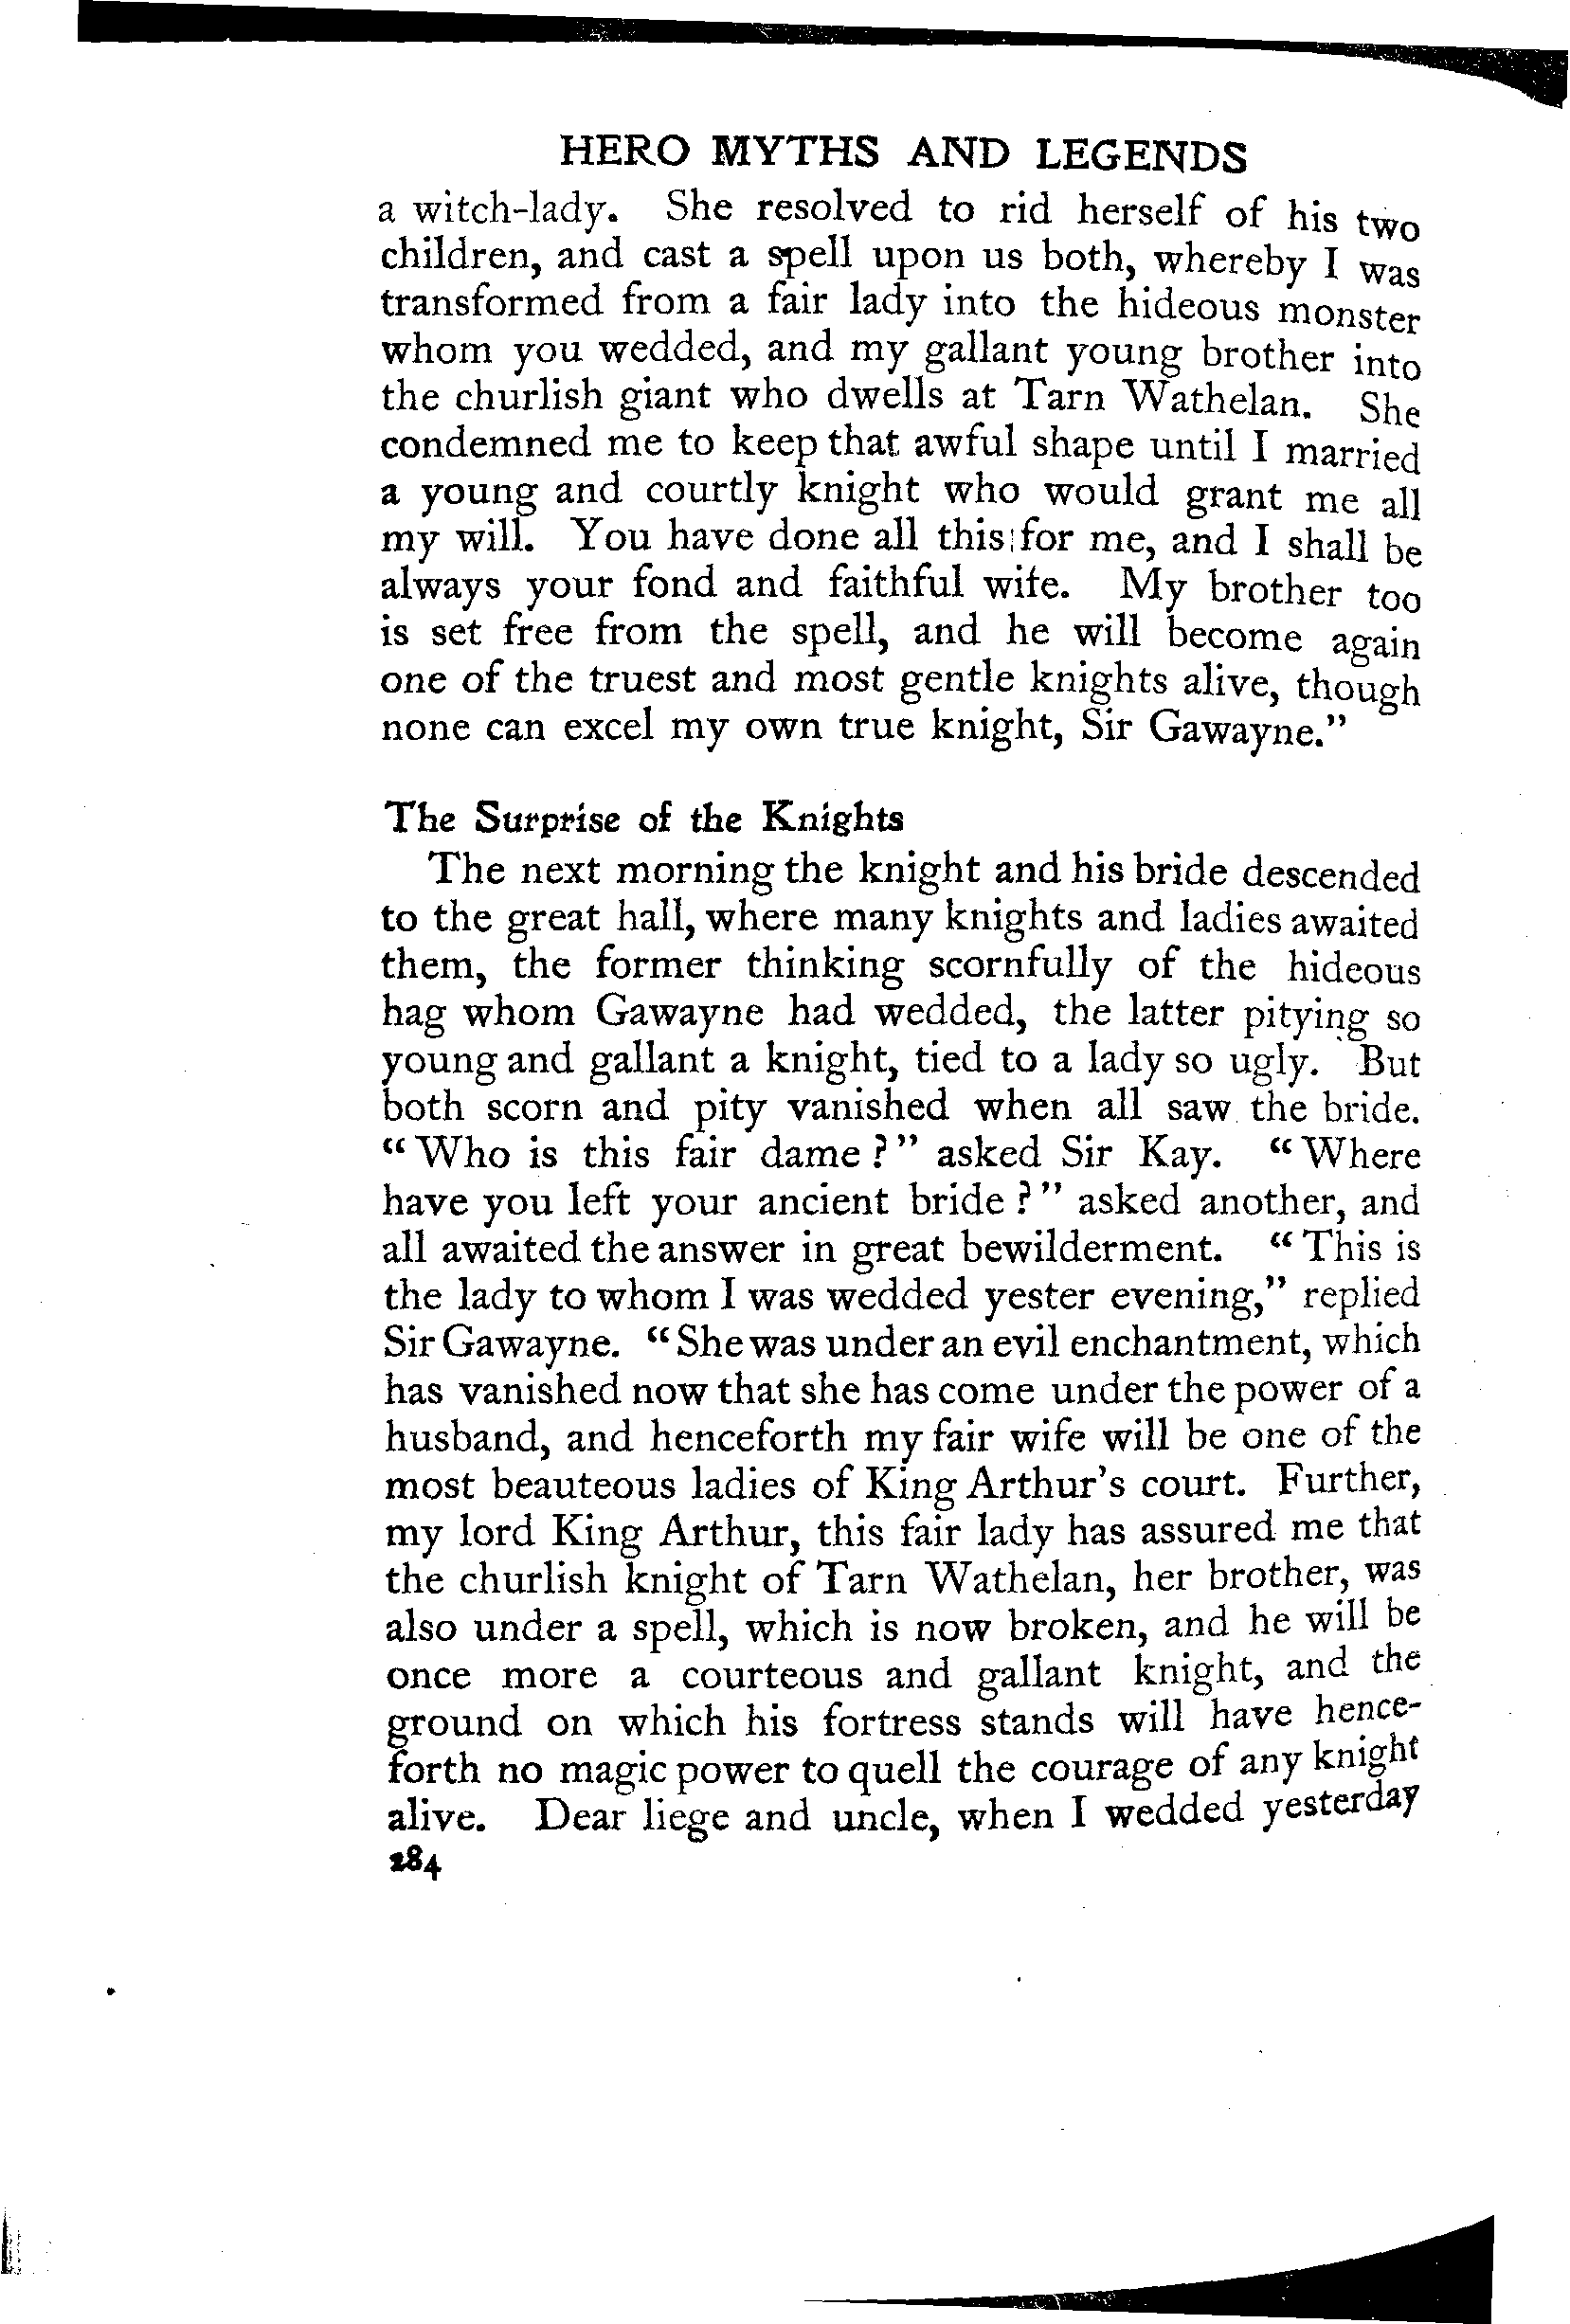 HERO MYTHS AND LEGENDS
a witch-lady. She resolved to rid herself of his two
children, and cast a spell upon us both, whereby I was
transformed from a fair lady into the hideous monster
whom you wedded, and my gallant young brother into
the churlish giant who dwells at Tarn Wathelan. She
condemned me to keep that awful shape until I married
a young and courtly knight who would grant me all
my will. You have done all this for me, and I shall be
always your fond and faithful wife. My brother too
is set free from the spell, and he will become again
one of the truest and most gentle knights alive, though
none can excel my own true knight, Sir Gawayne.”
The Surprise of the Knights
The next morning the knight and his bride descended
to the great hall, where many knights and ladies awaited
them, the former thinking scornfully of the hideous
hag whom Gawayne had wedded, the latter pitying so
young and gallant a knight, tied to a lady so ugly. But
both scorn and pity vanished when all saw the bride.
“Who is this fair dame?” asked Sir Kay. “Where
have you left your ancient bride?” asked another, and
all awaited the answer in great bewilderment. “This is
the lady to whom I was wedded yester evening,” replied
Sir Gawayne. “She was under an evil enchantment, which
has vanished now that she has come under the power of a
husband, and henceforth my fair wife will be one of the
most beauteous ladies of King Arthur’s court. Further,
my lord King Arthur, this fair lady has assured me that
the churlish knight of Tarn Wathelan, her brother, was
also under a spell, which is now broken, and he will be
once more a courteous and gallant knight, and the
ground on which his fortress stands will have hence-
forth no magic power to quell the courage of any knight
alive. Dear liege and uncle, when I wedded yesterday
284